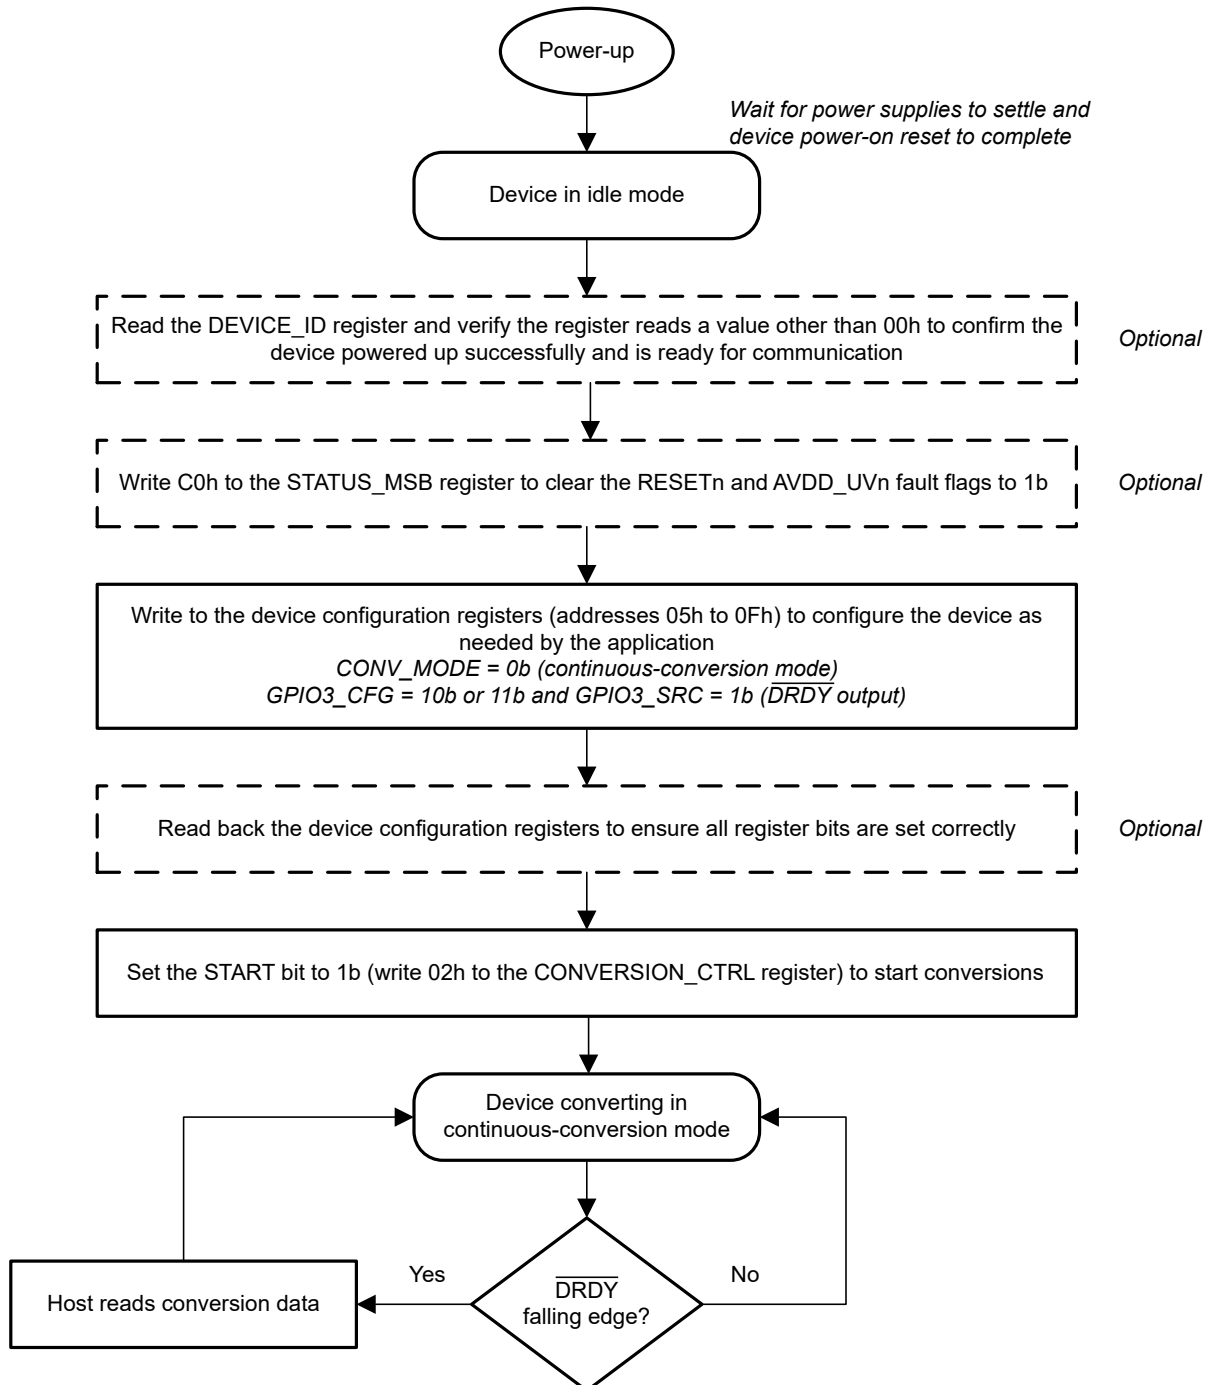 Power-up
Wait for power supplies to settle and
device power-on reset to complete
Device in idle mode
Read the DEVICE_ID register and verify the register reads a value other than 00h to confirm the
device powered up successfully and is ready for communication
Optional
Write C0h to the STATUS_MSB register to clear the RESETn and AVDD_UVn fault flags to 1b
Optional
Write to the device configuration registers (addresses 05h to 0Fh) to configure the device as
needed by the application
CONV_MODE = 0b (continuous-conversion mode)
GPIO3_CFG = 10b or 11b and GPIO3_SRC = 1b (D̅R̅D̅Y̅ output)
Read back the device configuration registers to ensure all register bits are set correctly
Optional
Set the START bit to 1b (write 02h to the CONVERSION_CTRL register) to start conversions
Device converting in
continuous-conversion mode
D̅R̅D̅Y̅
falling edge?
Yes
No
Host reads conversion data